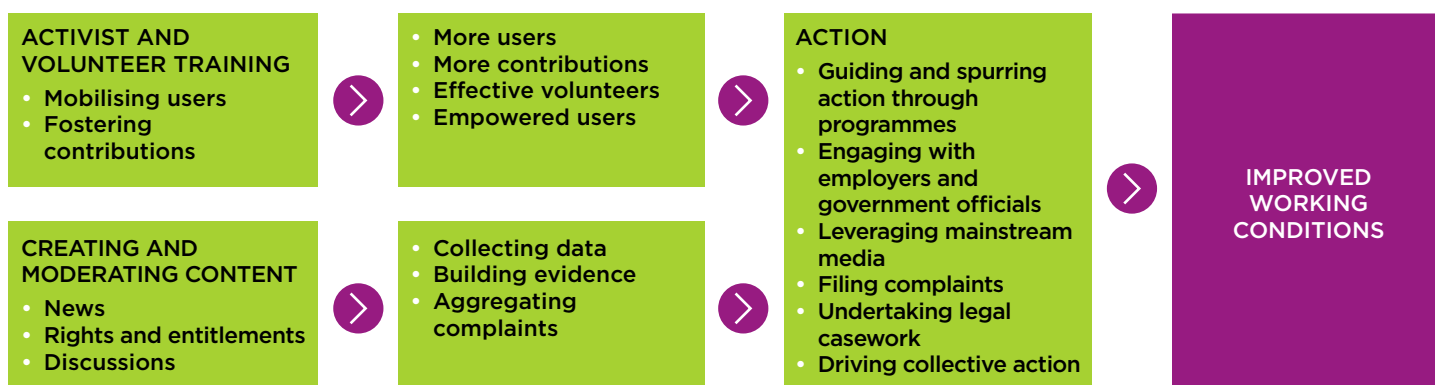 ACTIVIST AND
VOLUNTEER TRAINING
• Mobilising users
• Fostering
contributions
• More users
• More contributions
• Effective volunteers
• Empowered users
CREATING AND
MODERATING CONTENT
• News
• Rights and entitlements
• Discussions
• Collecting data
• Building evidence
• Aggregating
complaints
ACTION
• Guiding and spurring
action through
programmes
• Engaging with
employers and
government officials
• Leveraging mainstream
media
• Filing complaints
• Undertaking legal
casework
• Driving collective action
IMPROVED
WORKING
CONDITIONS